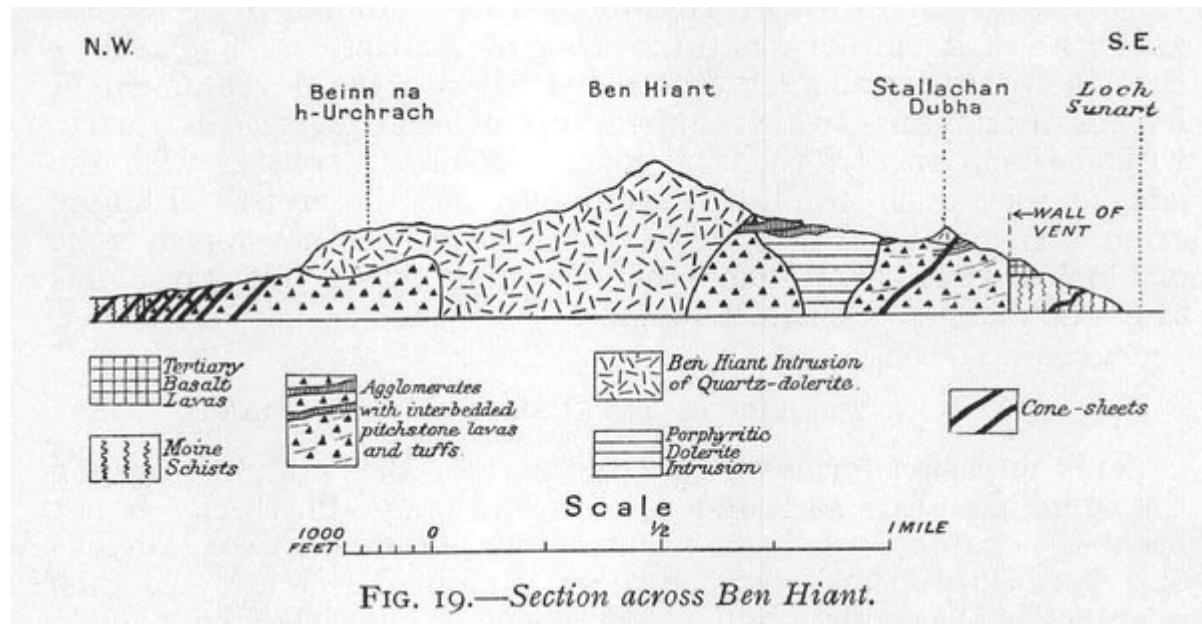 N.W.
S.E.
Beinn na
h-Urchrach
Ben Hiant
Stallachan
Dubha
Loch
Sunart
←WALL OF
VENT
Tertiary
Basalt
Lavas
Moine
Schists
Agglomerates
with interbedded
pitchstone lavas
and tuffs.
Ben Hiant Intrusion
of Quartz-dolerite.
Porphyritic
Dolerite
Intrusion
Cone-sheets
Scale
1000
FEET
0
1/2
1 MILE
FIG. 19.—Section across Ben Hiant.